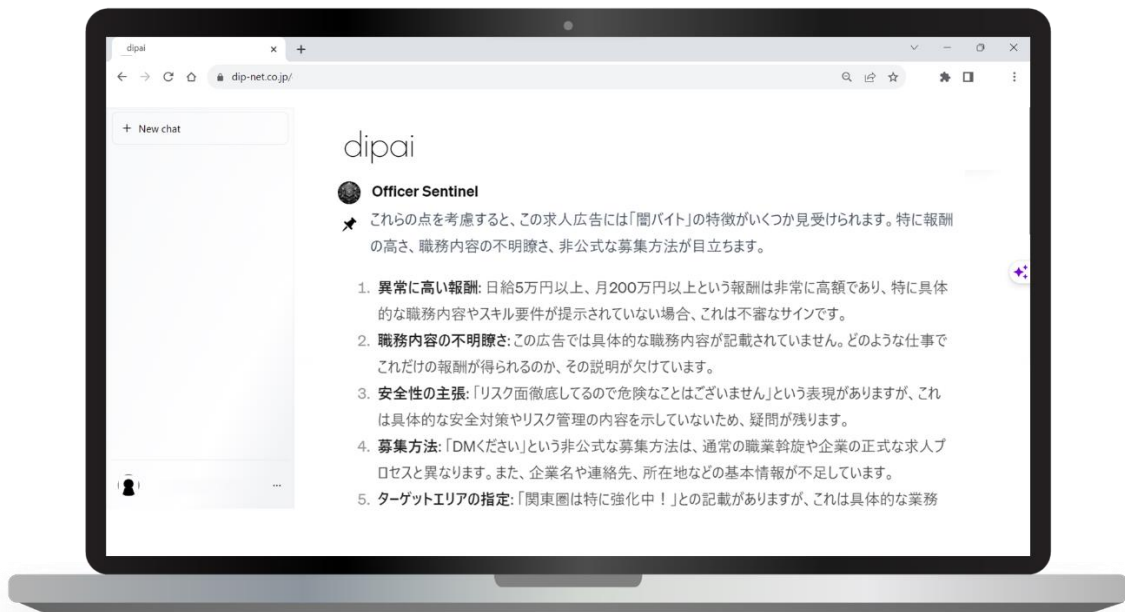 dipai
dip-net.co.jp/
+ New chat
dipai
Officer Sentinel
これらの点を考慮すると、この求人広告には「闇バイト」の特徴がいくつか見受けられます。特に報酬
の高さ、職務内容の不明瞭さ、非公式な募集方法が目立ちます。
1. 異常に高い報酬: 日給5万円以上、月200万円以上という報酬は非常に高額であり、特に具体
的な職務内容やスキル要件が提示されていない場合、これは不審なサインです。
2. 職務内容の不明瞭さ: この広告では具体的な職務内容が記載されていません。どのような仕事で
これだけの報酬が得られるのか、その説明が欠けています。
3. 安全性の主張: 「リスク面徹底してるので危険なことはございません」という表現がありますが、これ
は具体的な安全対策やリスク管理の内容を示していないため、疑問が残ります。
4. 募集方法: 「DMください」という非公式な募集方法は、通常の職業斡旋や企業の正式な求人プ
ロセスと異なります。また、企業名や連絡先、所在地などの基本情報が不足しています。
5. ターゲットエリアの指定: 「関東圏は特に強化中！」との記載がありますが、これは具体的な業務